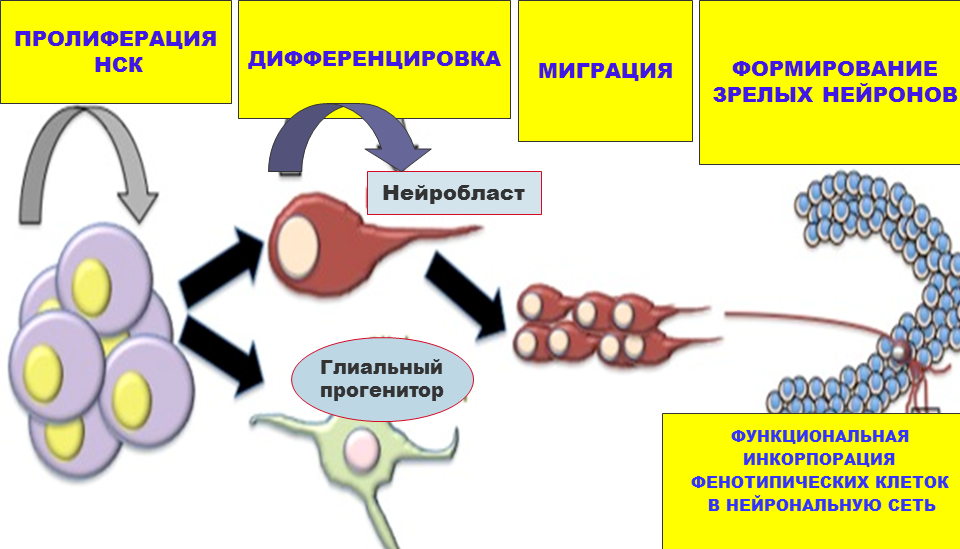 ПРОЛИФЕРАЦИЯ
НСК
ДИФФЕРЕНЦИРОВКА
МИГРАЦИЯ
ФОРМИРОВАНИЕ
ЗРЕЛЫХ НЕЙРОНОВ
Нейробласт
Глиальный
прогенитор
ФУНКЦИОНАЛЬНАЯ
ИНКОРПОРАЦИЯ
ФЕНОТИПИЧЕСКИХ КЛЕТОК
В НЕЙРОНАЛЬНУЮ СЕТЬ